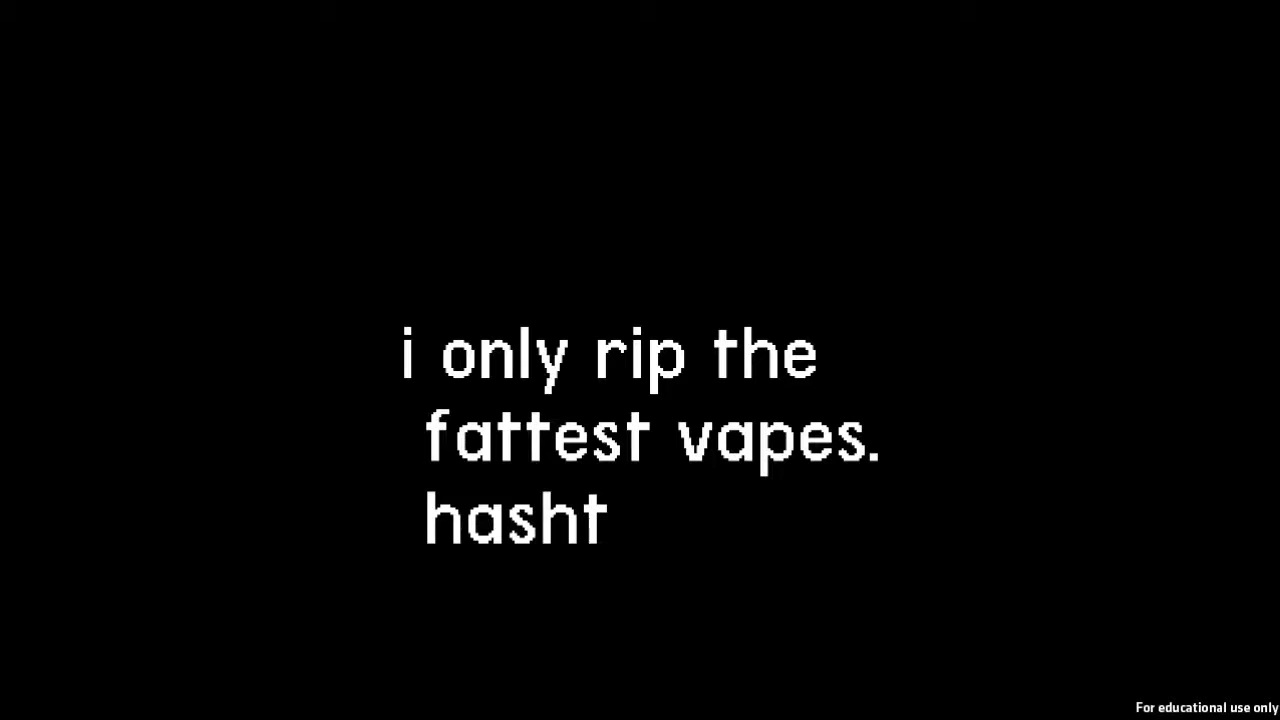 i only rip the
fattest vapes.
hasht
For educational use only